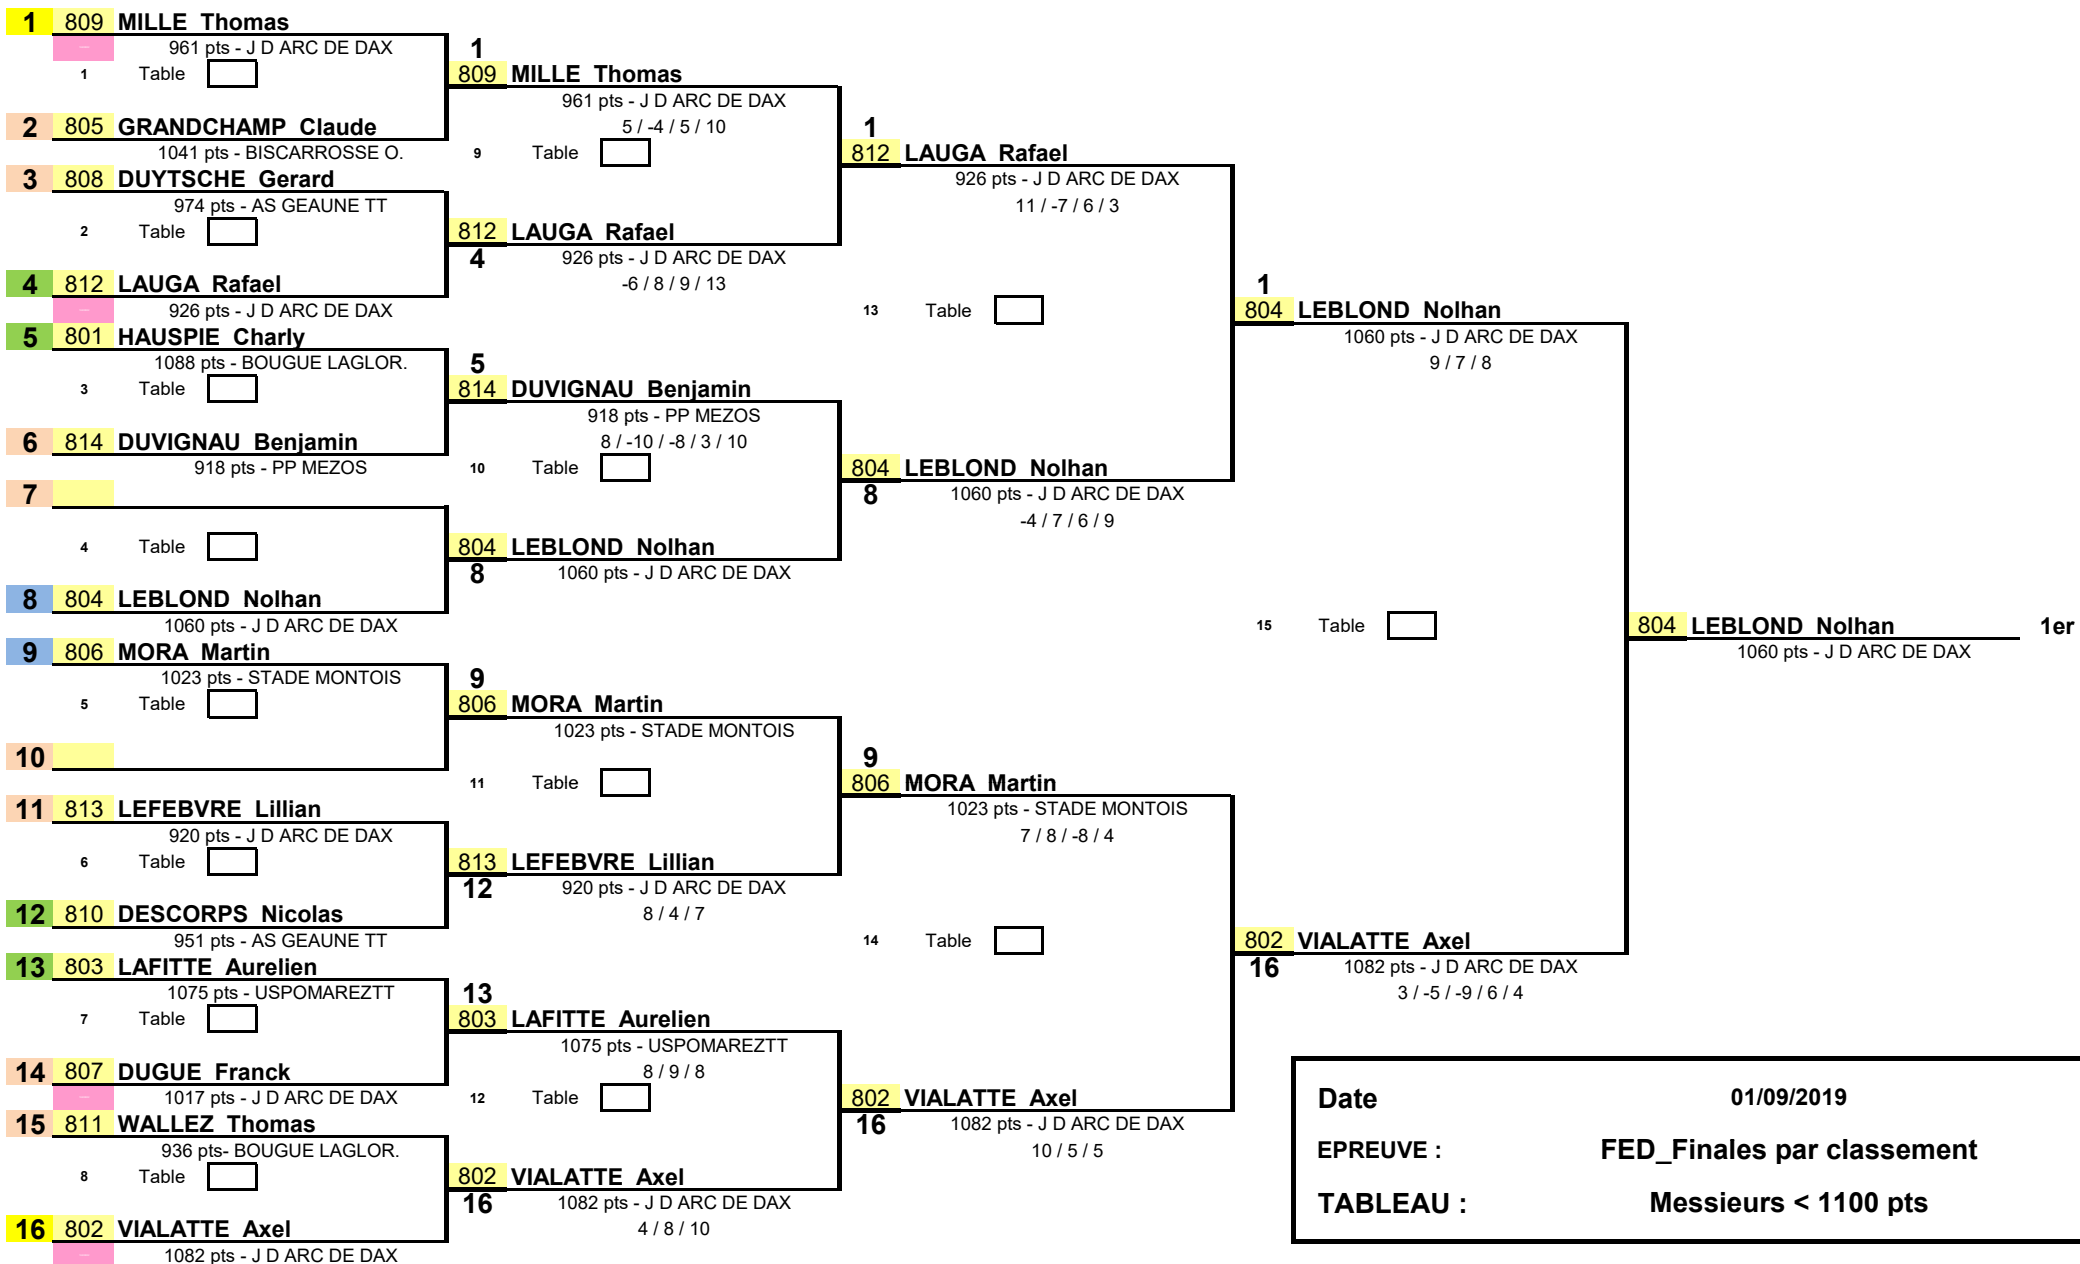 1 809 MILLE Thomas
961 pts - J D ARC DE DAX
1 Table
2 805 GRANDCHAMP Claude
1041 pts - BISCARROSSE O.
3 808 DUYTSCHE Gerard
974 pts - AS GEAUNE TT
2 Table
4 812 LAUGA Rafael
926 pts - J D ARC DE DAX
5 801 HAUSPIE Charly
1088 pts - BOUGUE LAGLOR.
3 Table
6 814 DUVIGNAU Benjamin
918 pts - PP MEZOS
7
4 Table
8 804 LEBLOND Nolhan
1060 pts - J D ARC DE DAX
9 806 MORA Martin
1023 pts - STADE MONTOIS
5 Table
10
11 813 LEFEBVRE Lillian
920 pts - J D ARC DE DAX
6 Table
12 810 DESCORPS Nicolas
951 pts - AS GEAUNE TT
13 803 LAFITTE Aurelien
1075 pts - USPOMAREZTT
7 Table
14 807 DUGUE Franck
1017 pts - J D ARC DE DAX
15 811 WALLEZ Thomas
936 pts- BOUGUE LAGLOR.
8 Table
16 802 VIALATTE Axel
1082 pts - J D ARC DE DAX
1
809 MILLE Thomas
961 pts - J D ARC DE DAX
5 / -4 / 5 / 10
9 Table
812 LAUGA Rafael
4 926 pts - J D ARC DE DAX
-6 / 8 / 9 / 13
5
814 DUVIGNAU Benjamin
918 pts - PP MEZOS
8 / -10 / -8 / 3 / 10
10 Table
804 LEBLOND Nolhan
8 1060 pts - J D ARC DE DAX
9
806 MORA Martin
1023 pts - STADE MONTOIS
11 Table
813 LEFEBVRE Lillian
12 920 pts - J D ARC DE DAX
8 / 4 / 7
13
803 LAFITTE Aurelien
1075 pts - USPOMAREZTT
8 / 9 / 8
12 Table
802 VIALATTE Axel
16 1082 pts - J D ARC DE DAX
4 / 8 / 10
1
812 LAUGA Rafael
926 pts - J D ARC DE DAX
11 / -7 / 6 / 3
13 Table
804 LEBLOND Nolhan
8 1060 pts - J D ARC DE DAX
-4 / 7 / 6 / 9
9
806 MORA Martin
1023 pts - STADE MONTOIS
7 / 8 / -8 / 4
14 Table
802 VIALATTE Axel
16 1082 pts - J D ARC DE DAX
10 / 5 / 5
1
804 LEBLOND Nolhan
1060 pts - J D ARC DE DAX
9 / 7 / 8
15 Table
802 VIALATTE Axel
16 1082 pts - J D ARC DE DAX
3 / -5 / -9 / 6 / 4
804 LEBLOND Nolhan 1er
1060 pts - J D ARC DE DAX
Date 01/09/2019
EPREUVE : FED_Finales par classement
TABLEAU : Messieurs < 1100 pts